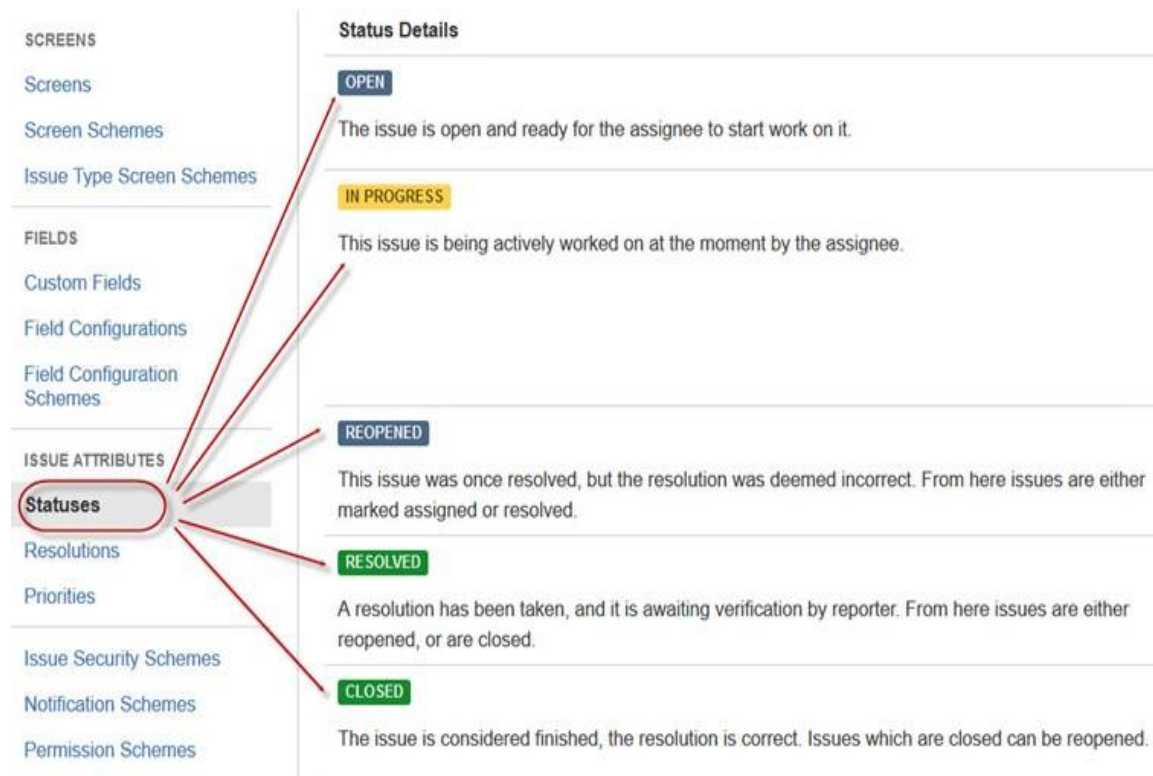 SCREENS
Screens
Screen Schemes
Issue Type Screen Schemes
FIELDS
Custom Fields
Field Configurations
Field Configuration
Schemes
ISSUE ATTRIBUTES
Statuses
Resolutions
Priorities
Issue Security Schemes
Notification Schemes
Permission Schemes
Status Details
OPEN
The issue is open and ready for the assignee to start work on it.
IN PROGRESS
This issue is being actively worked on at the moment by the assignee.
REOPENED
This issue was once resolved, but the resolution was deemed incorrect. From here issues are either
marked assigned or resolved.
RESOLVED
A resolution has been taken, and it is awaiting verification by reporter. From here issues are either
reopened, or are closed.
CLOSED
The issue is considered finished, the resolution is correct. Issues which are closed can be reopened.